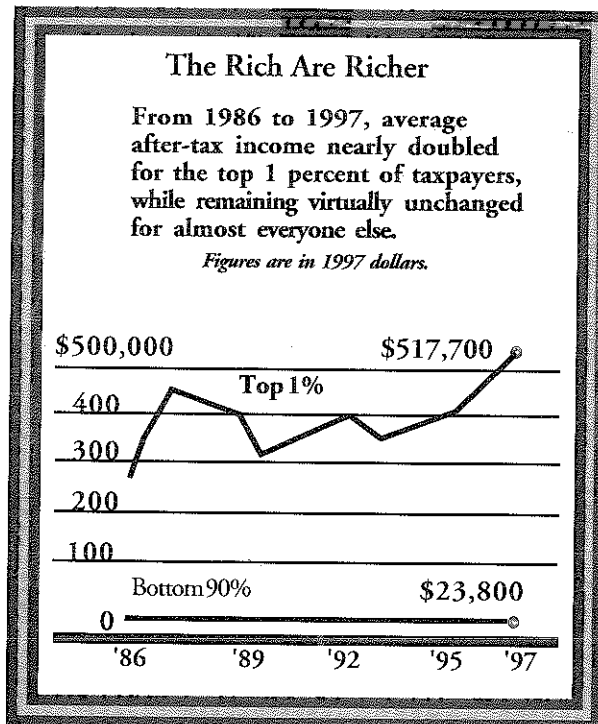 The Rich Are Richer
From 1986 to 1997, average
after-tax income nearly doubled
for the top 1 percent of taxpayers,
while remaining virtually unchanged
for almost everyone else.
Figures are in 1997 dollars.
$500,000 $517,700
Top 1%
400
300
200
100
Bottom 90% $23,800
0
'86 '89 '92 '95 '97